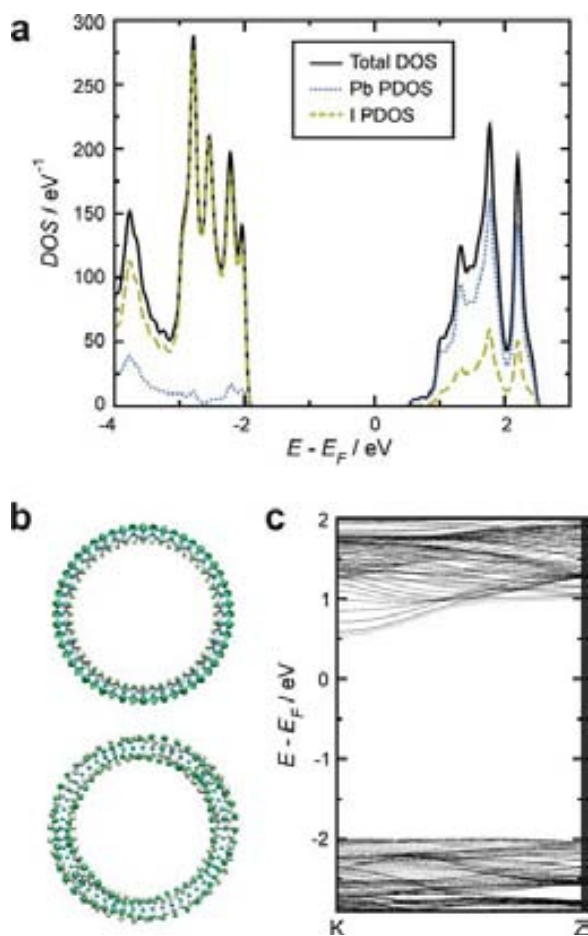 a
300
250
200
150
100
50
0
DOS / eV⁻¹
Total DOS
Pb PDOS
I PDOS
-4
-2
0
2
E - E_F / eV
b
c
2
1
0
-1
-2
E - E_F / eV
K
Z